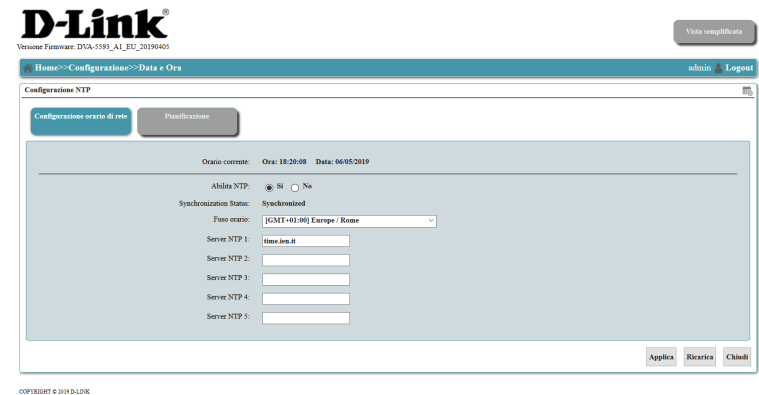 D-Link®
Versione Firmware: DVA-5593_A1_EU_20190405
Vista semplificata
Home>>Configurazione>>Data e Ora
admin Logout
Configurazione NTP
Configurazione orario di rete
Pianificazione
Orario corrente: Ora: 18:20:08 Data: 06/05/2019
Abilita NTP: Sì No
Synchronization Status: Synchronized
Fuso orario: [GMT+01:00] Europe / Rome
Server NTP 1: time.ien.it
Server NTP 2:
Server NTP 3:
Server NTP 4:
Server NTP 5:
Applica Ricarica Chiudi
COPYRIGHT © 2019 D-LINK